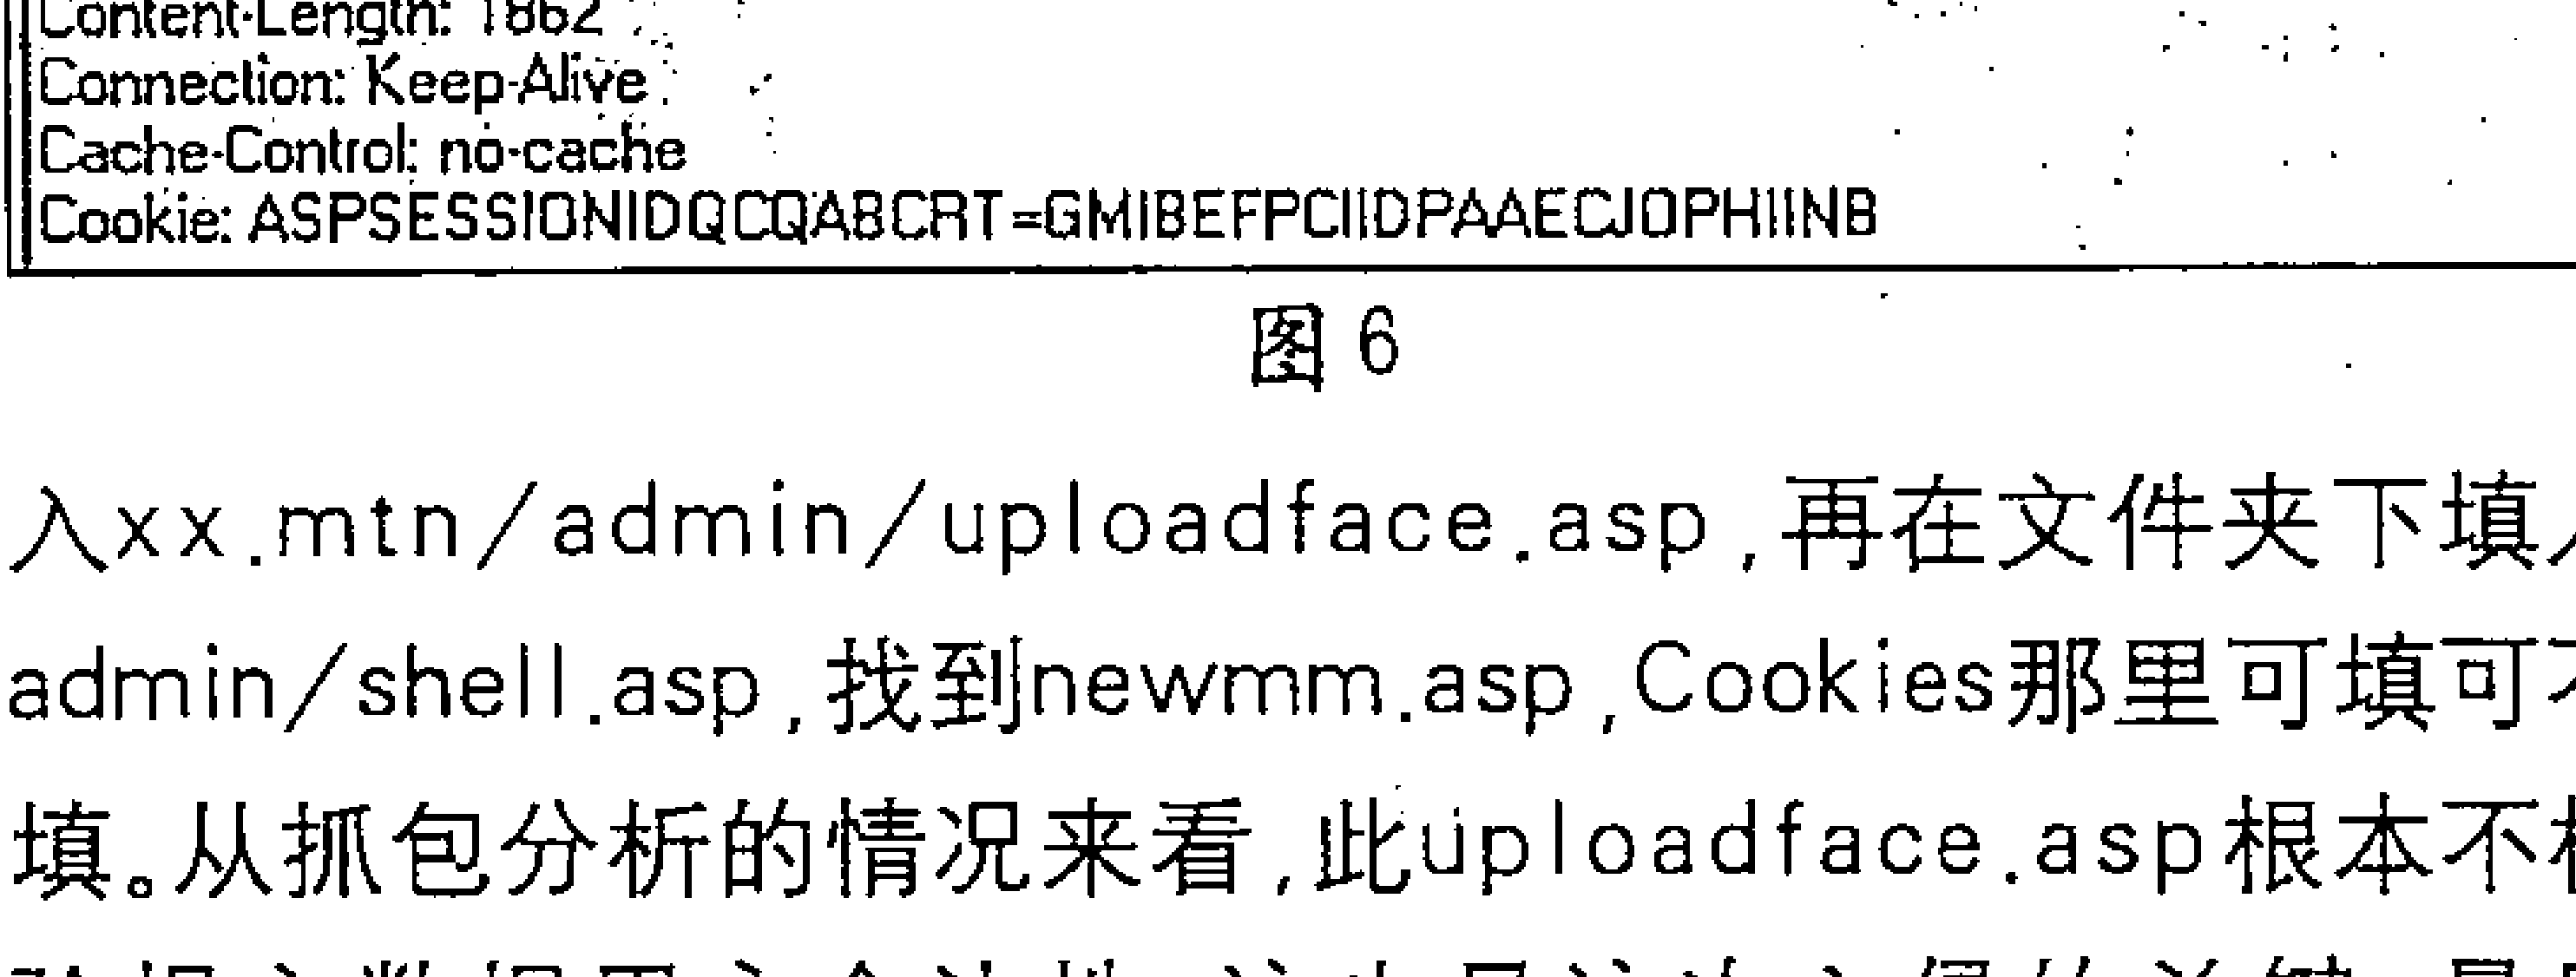 Content-Length: 1862
Connection: Keep-Alive
Cache-Control: no-cache
Cookie: ASPSESSIONIDQCQABCRT=GMIBEFPCIIDPAAECJOPHIINB
图 6
入xx.mtn/admin/uploadface.asp,再在文件夹下填
admin/shell.asp,找到newmm.asp,Cookies那里可填可
填。从抓包分析的情况来看,此uploadface.asp根本不